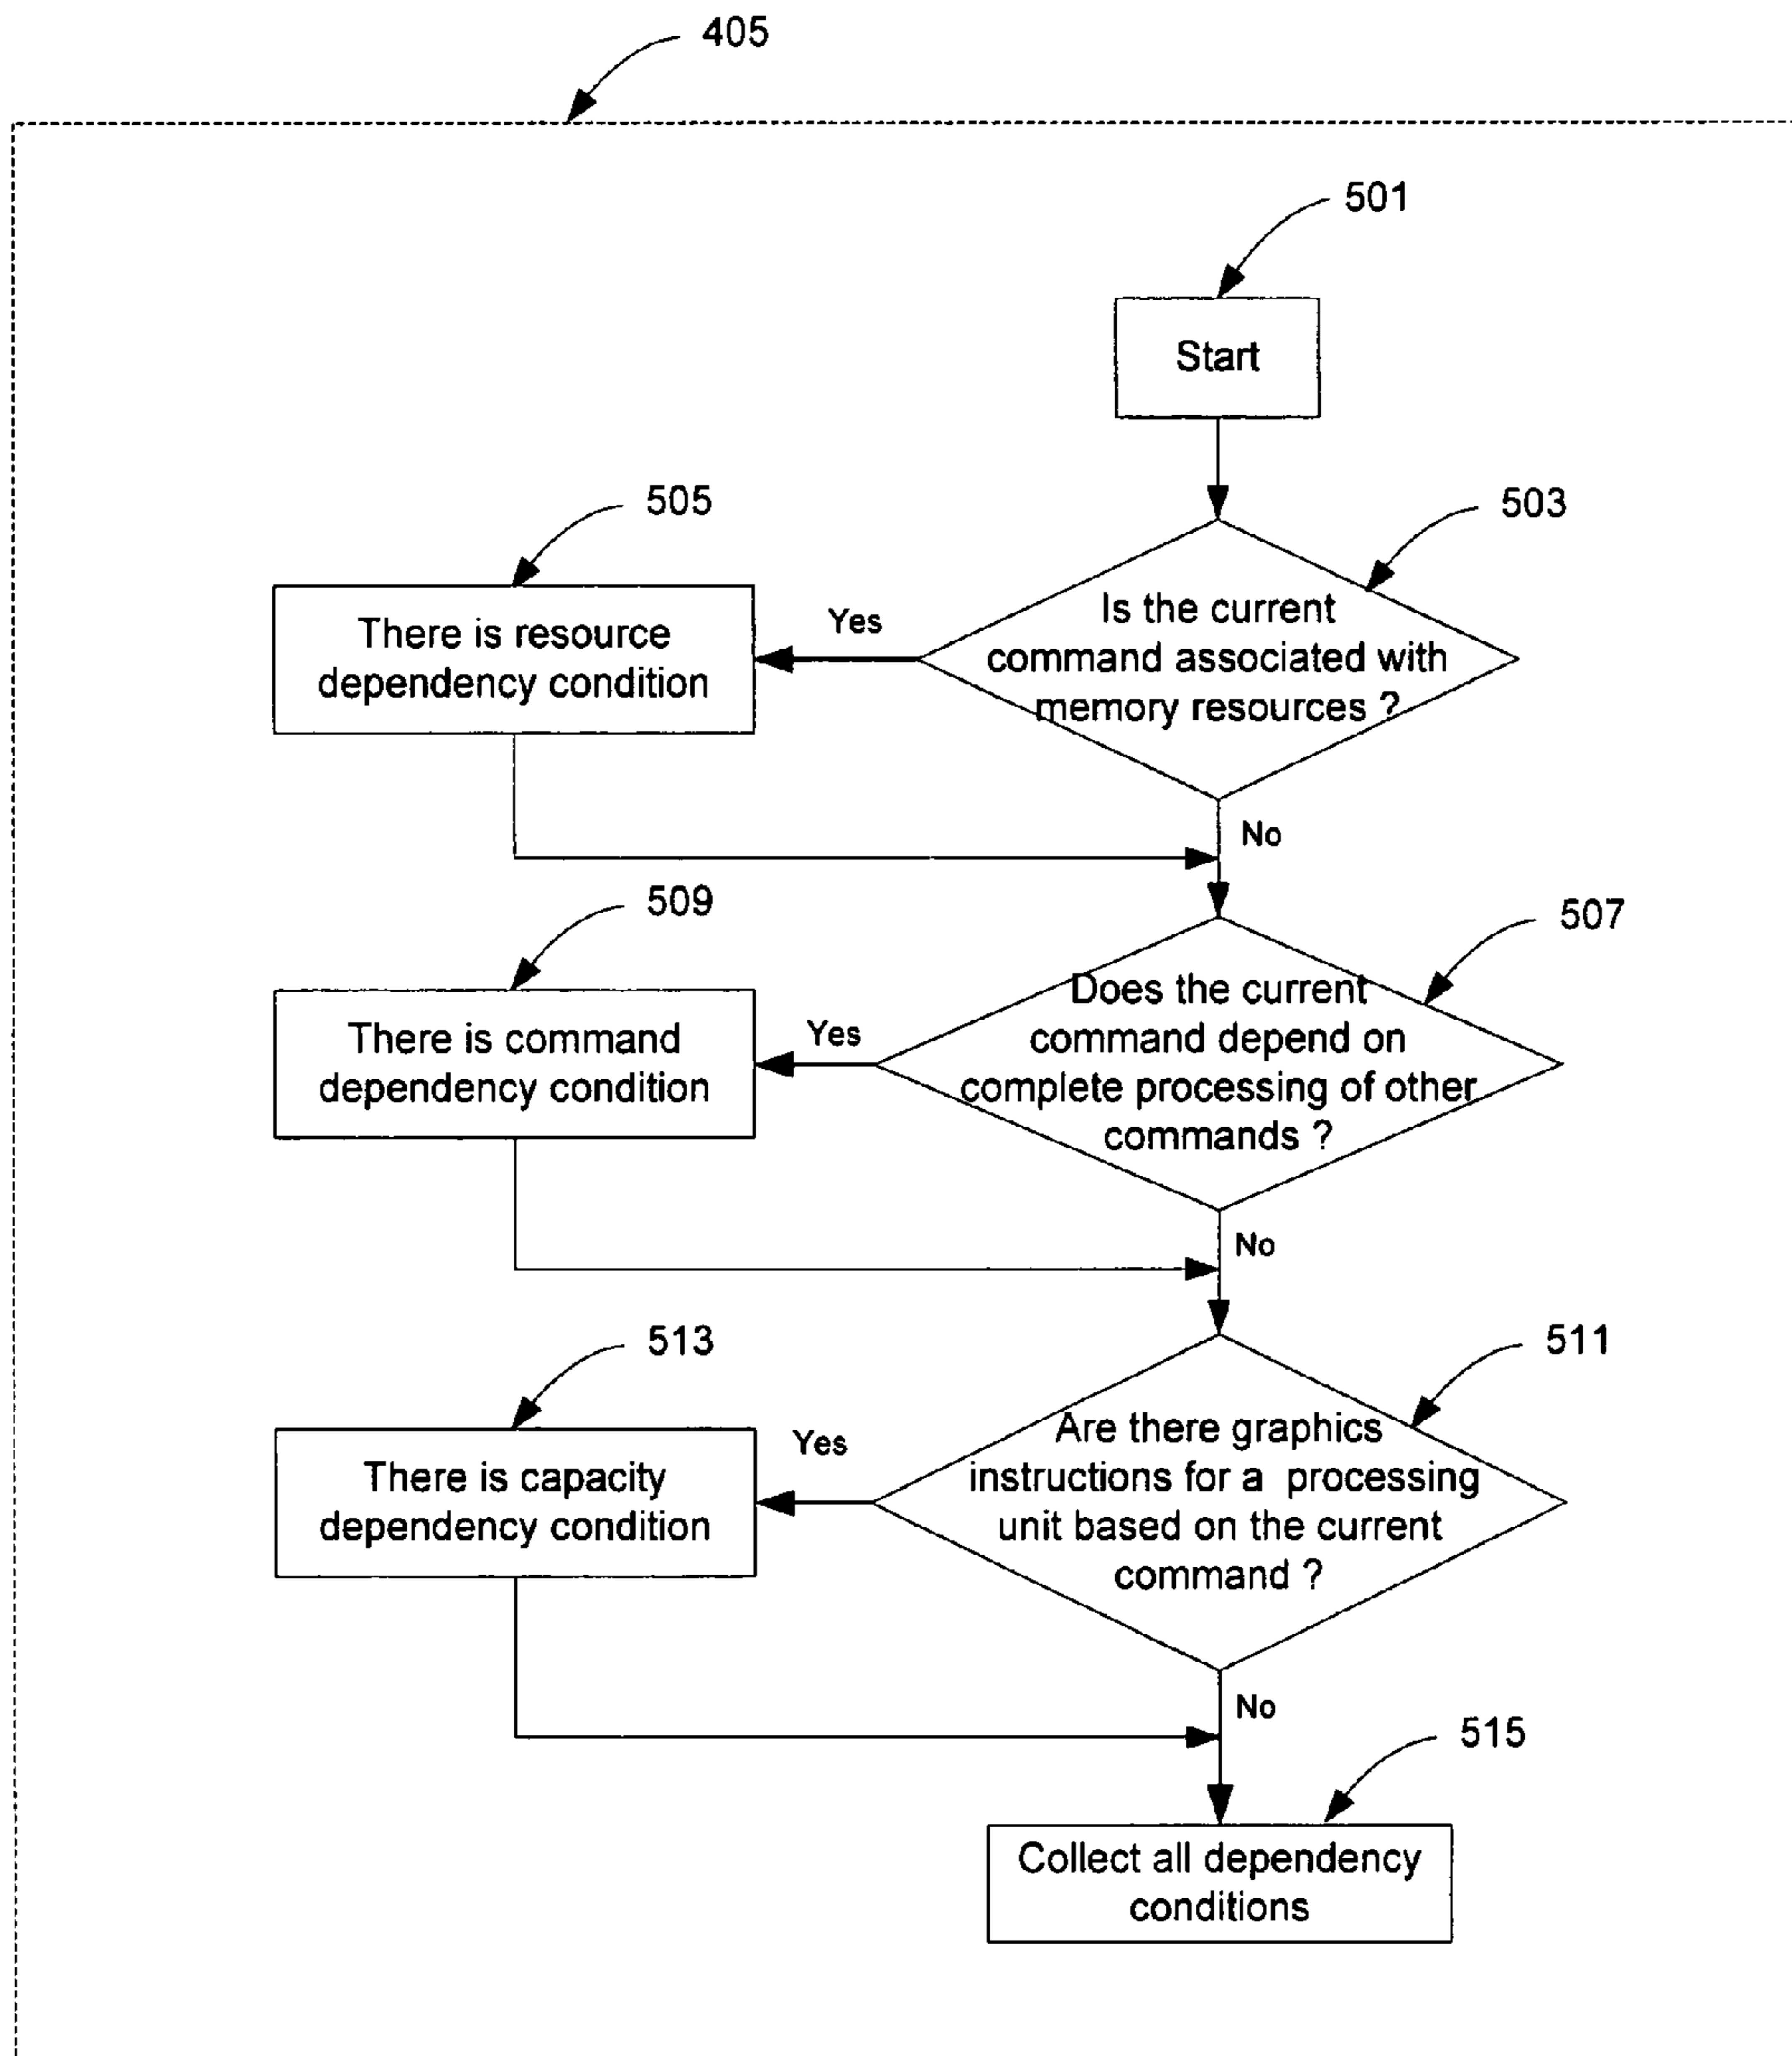 405
501
Start
505
503
There is resource
dependency condition
Yes
Is the current
command associated with
memory resources ?
No
509
507
There is command
dependency condition
Yes
Does the current
command depend on
complete processing of other
commands ?
No
513
511
There is capacity
dependency condition
Yes
Are there graphics
instructions for a processing
unit based on the current
command ?
No
515
Collect all dependency
conditions